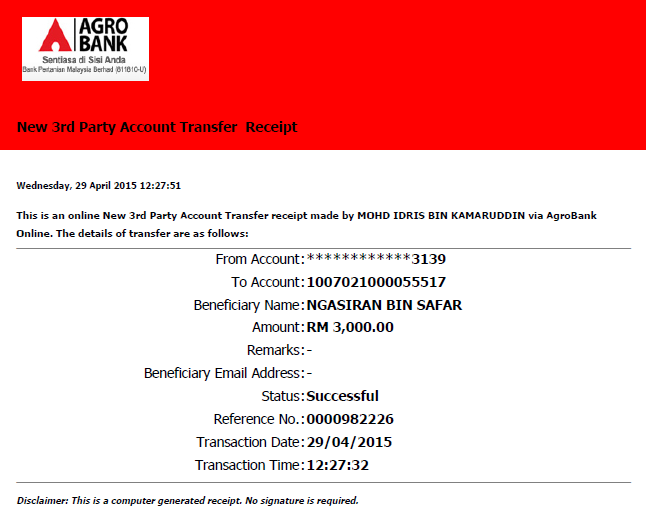 AGRO
BANK
Sentiasa di Sisi Anda
Bank Pertanian Malaysia Berhad (811810-U)
New 3rd Party Account Transfer Receipt
Wednesday, 29 April 2015 12:27:51
This is an online New 3rd Party Account Transfer receipt made by MOHD IDRIS BIN KAMARUDDIN via AgroBank
Online. The details of transfer are as follows:
From Account:************3139
To Account:1007021000055517
Beneficiary Name:NGASIRAN BIN SAFAR
Amount:RM 3,000.00
Remarks:-
Beneficiary Email Address:-
Status:Successful
Reference No.:0000982226
Transaction Date:29/04/2015
Transaction Time:12:27:32
Disclaimer: This is a computer generated receipt. No signature is required.